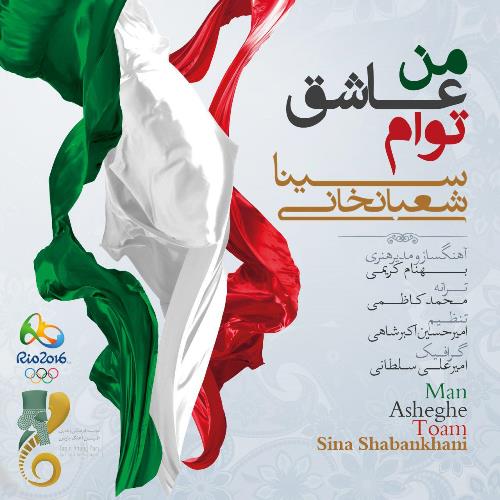 من
عاشق
توام
سینا
شعبانخانی
آهنگساز و مدیر هنری
بهنام کریمی
ترانه
محمد کاظمی
تنظیم
امیرحسین اکبرشاهی
گرافیک
امیرعلی سلطانی
Man
Asheghe
Toam
Sina Shabankhani
Rio2016